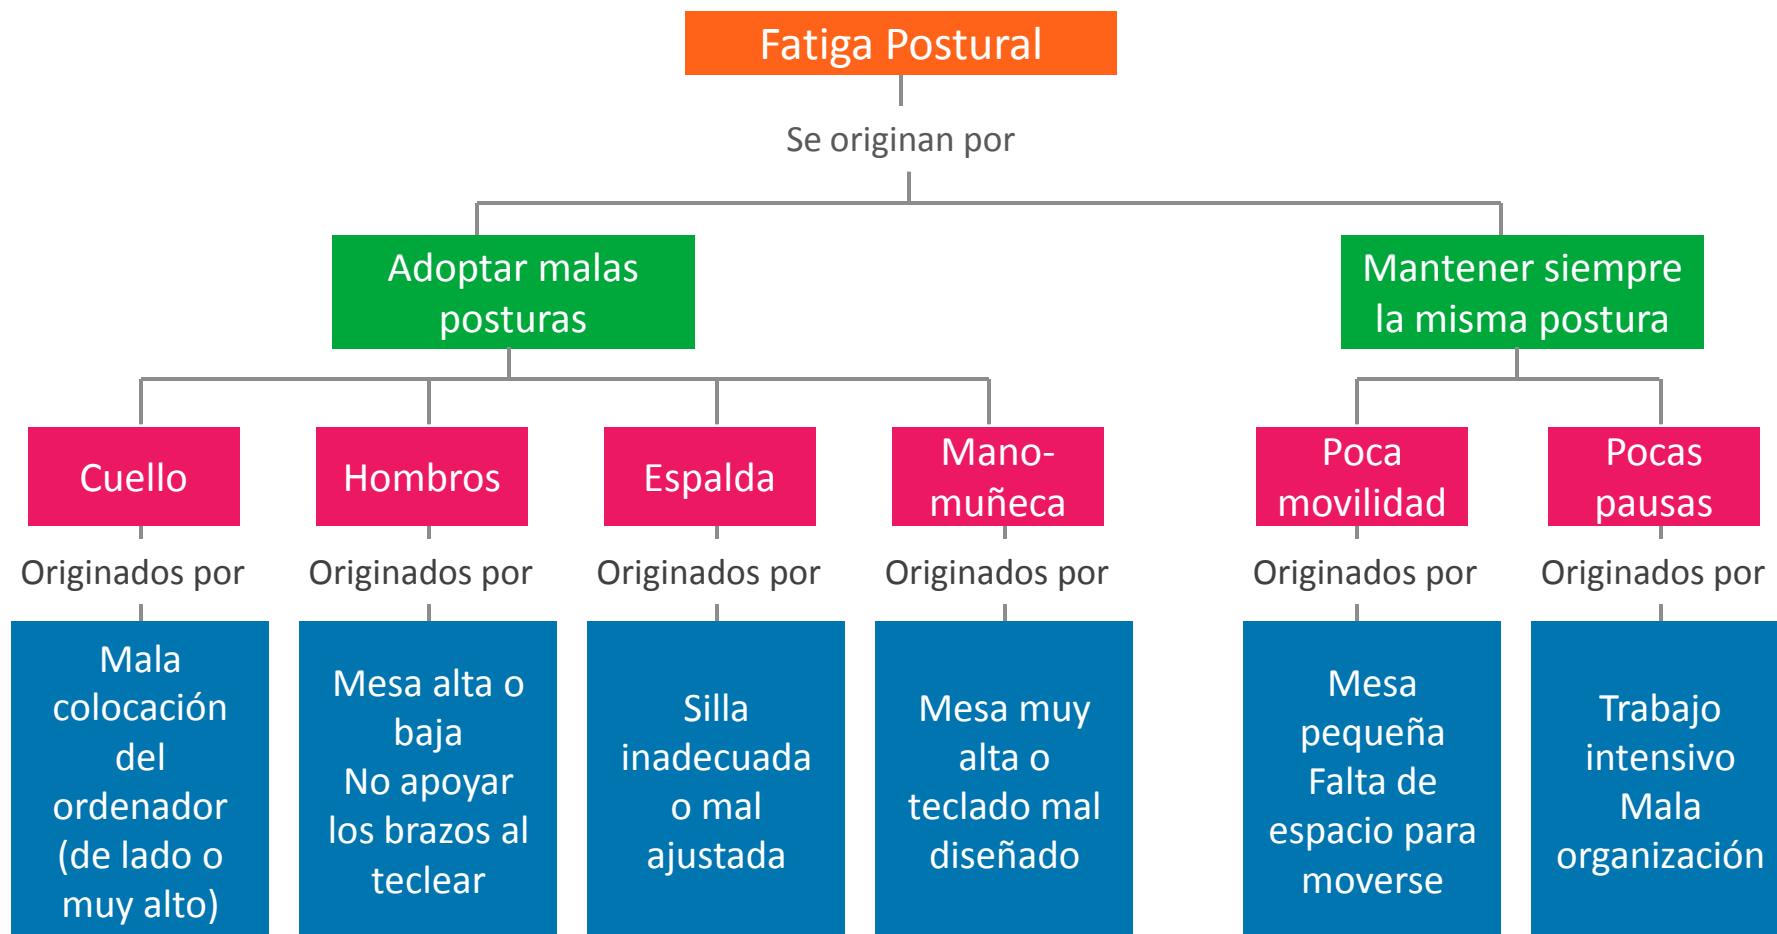 Fatiga Postural
Se originan por
Adoptar malas
posturas
Mantener siempre
la misma postura
Cuello
Hombros
Espalda
Mano-
muñeca
Poca
movilidad
Pocas
pausas
Originados por
Originados por
Originados por
Originados por
Originados por
Originados por
Mala
colocación
del
ordenador
(de lado o
muy alto)
Mesa alta o
baja
No apoyar
los brazos al
teclear
Silla
inadecuada
o mal
ajustada
Mesa muy
alta o
teclado mal
diseñado
Mesa
pequeña
Falta de
espacio para
moverse
Trabajo
intensivo
Mala
organización